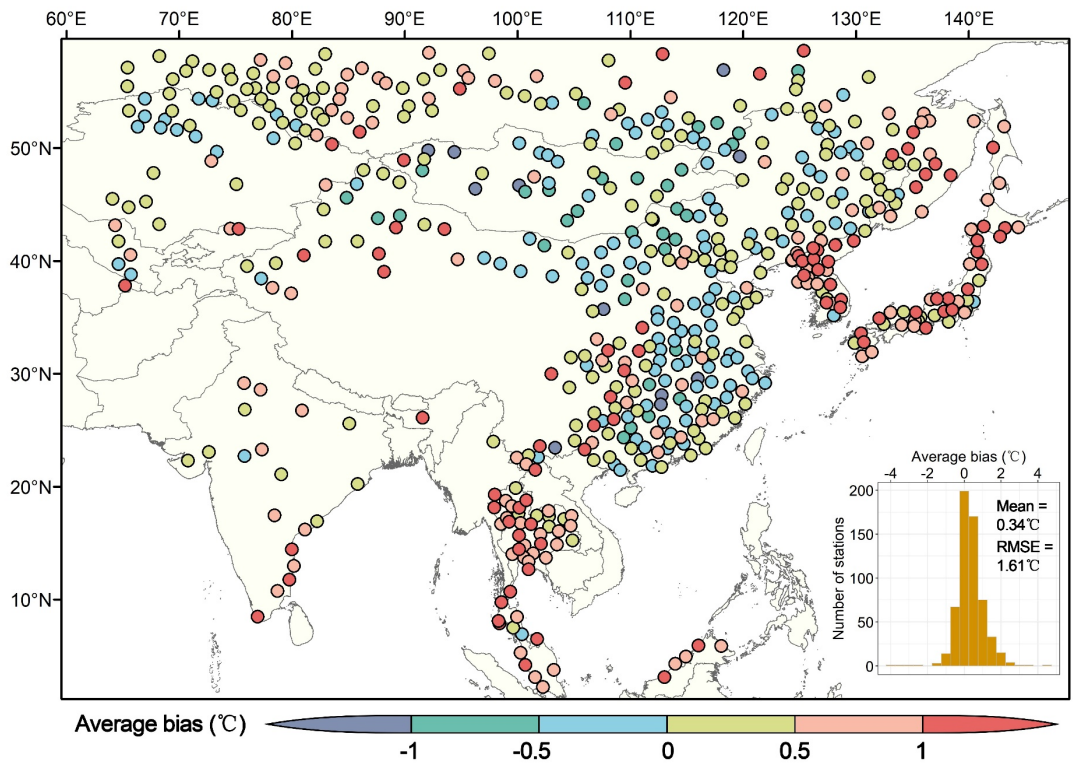 60°E 70°E 80°E 90°E 100°E 110°E 120°E 130°E 140°E
50°N
40°N
30°N
20°N
10°N
Average bias (℃)
-4 -2 0 2 4
200
150
100
50
0
Number of stations
Mean =
0.34℃
RMSE =
1.61℃
Average bias (℃)
-1 -0.5 0 0.5 1